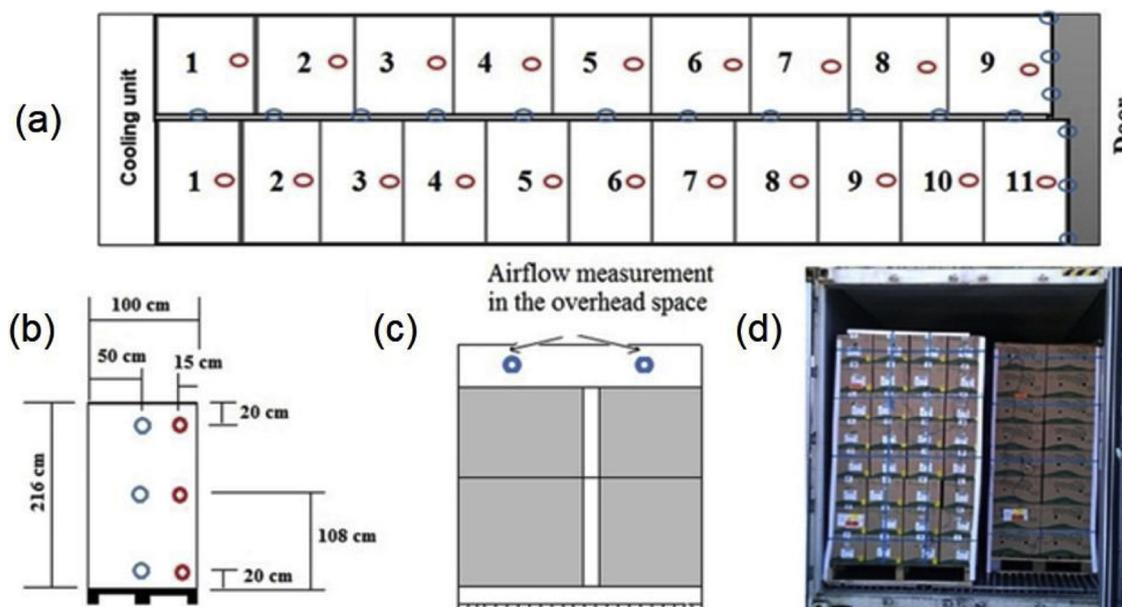 (a)
Cooling unit
1 2 3 4 5 6 7 8 9
1 2 3 4 5 6 7 8 9 10 11
Door
(b)
100 cm
50 cm
15 cm
20 cm
216 cm
108 cm
20 cm
(c)
Airflow measurement
in the overhead space
(d)